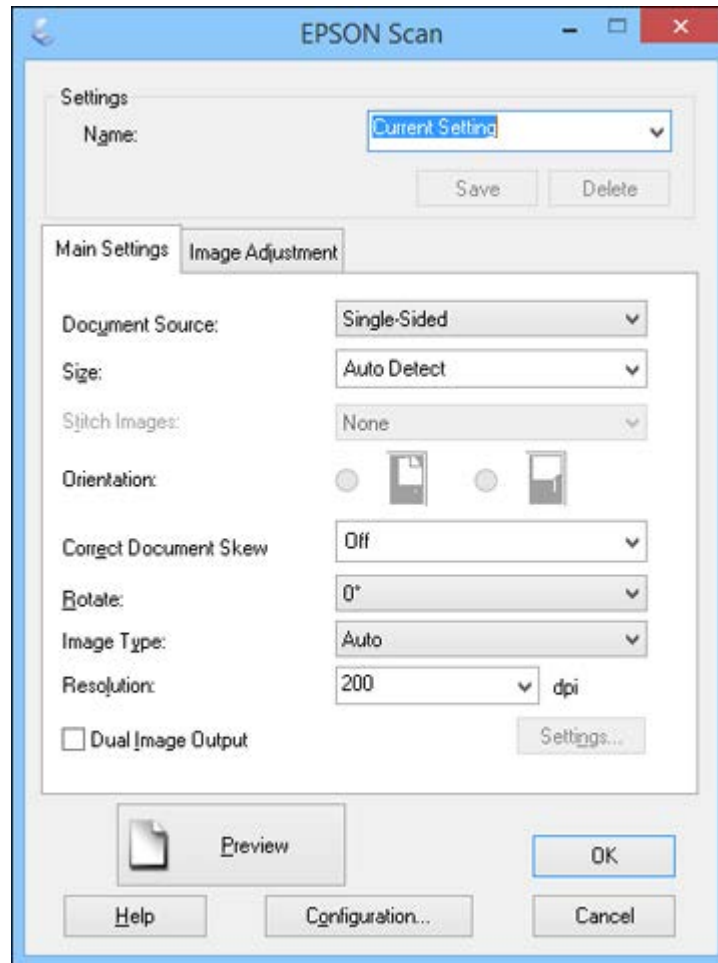 EPSON Scan
Settings
Name: Current Setting
Save Delete
Main Settings Image Adjustment
Document Source: Single-Sided
Size: Auto Detect
Stitch Images: None
Orientation:
Correct Document Skew Off
Rotate: 0°
Image Type: Auto
Resolution: 200 dpi
Dual Image Output Settings...
Preview
OK
Help Configuration... Cancel